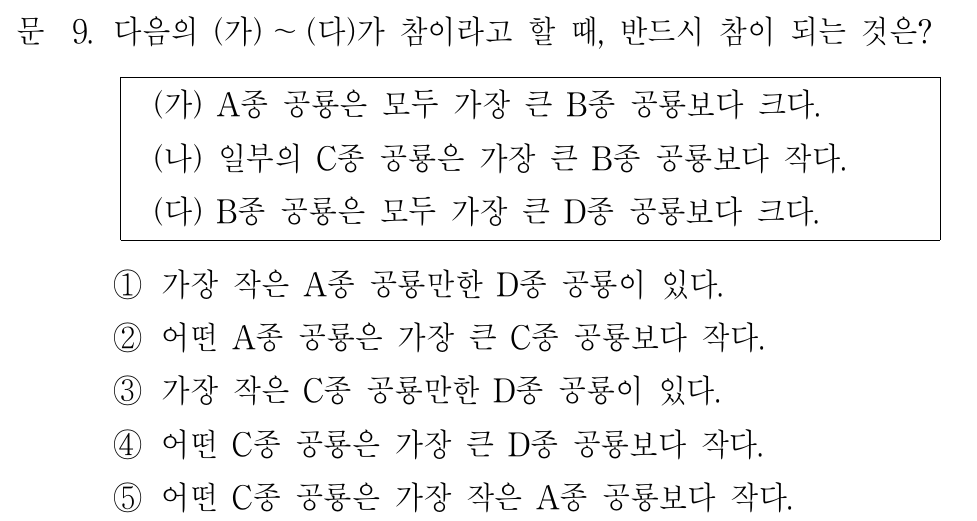 문 9. 다음의 (가) ~ (다)가 참이라고 할 때, 반드시 참이 되는 것은?
(가) A종 공룡은 모두 가장 큰 B종 공룡보다 크다.
(나) 일부의 C종 공룡은 가장 큰 B종 공룡보다 작다.
(다) B종 공룡은 모두 가장 큰 D종 공룡보다 크다.
① 가장 작은 A종 공룡만한 D종 공룡이 있다.
② 어떤 A종 공룡은 가장 큰 C종 공룡보다 작다.
③ 가장 작은 C종 공룡만한 D종 공룡이 있다.
④ 어떤 C종 공룡은 가장 큰 D종 공룡보다 작다.
⑤ 어떤 C종 공룡은 가장 작은 A종 공룡보다 작다.